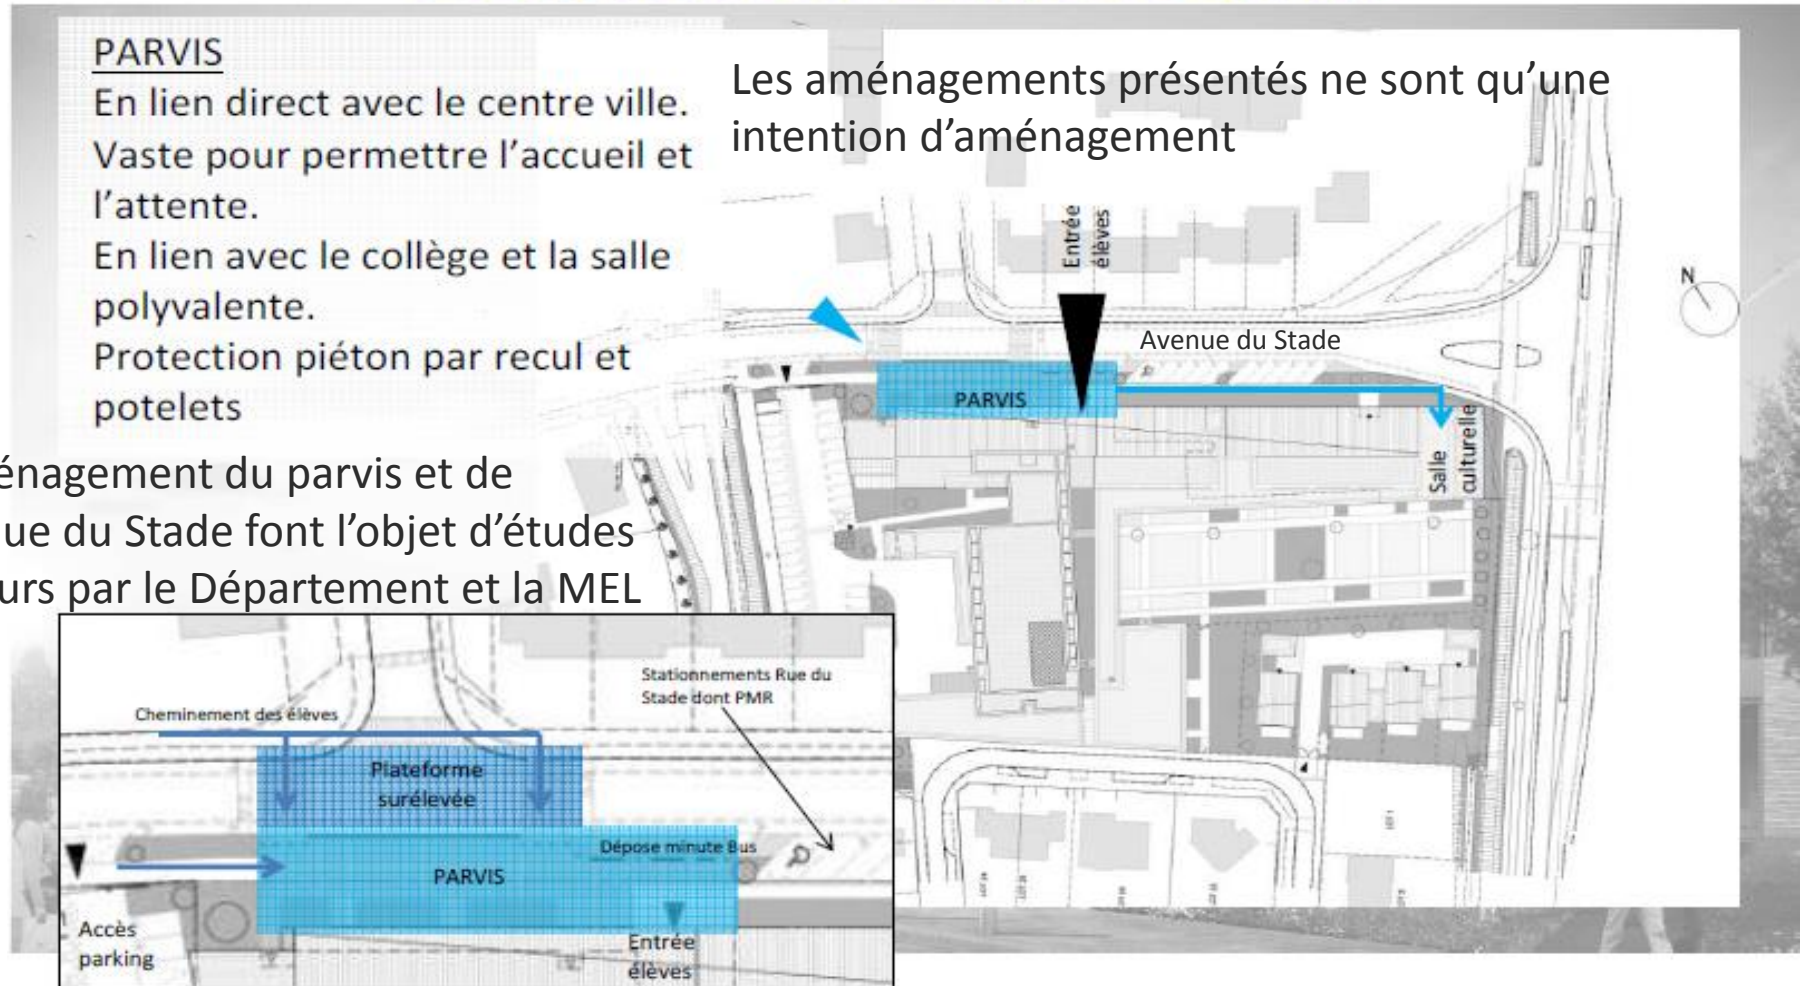 PARVIS
En lien direct avec le centre ville.
Vaste pour permettre l’accueil et
l’attente.
En lien avec le collège et la salle
polyvalente.
Protection piéton par recul et
potelets
Les aménagements présentés ne sont qu’une
intention d’aménagement
énagement du parvis et de
ue du Stade font l’objet d’études
urs par le Département et la MEL
Entrée
élèves
N
Avenue du Stade
PARVIS
Salle
culturelle
Stationnements Rue du
Stade dont PMR
Cheminement des élèves
Plateforme
surélevée
Dépose minute Bus
PARVIS
Accès
parking
Entrée
élèves
LOT 1